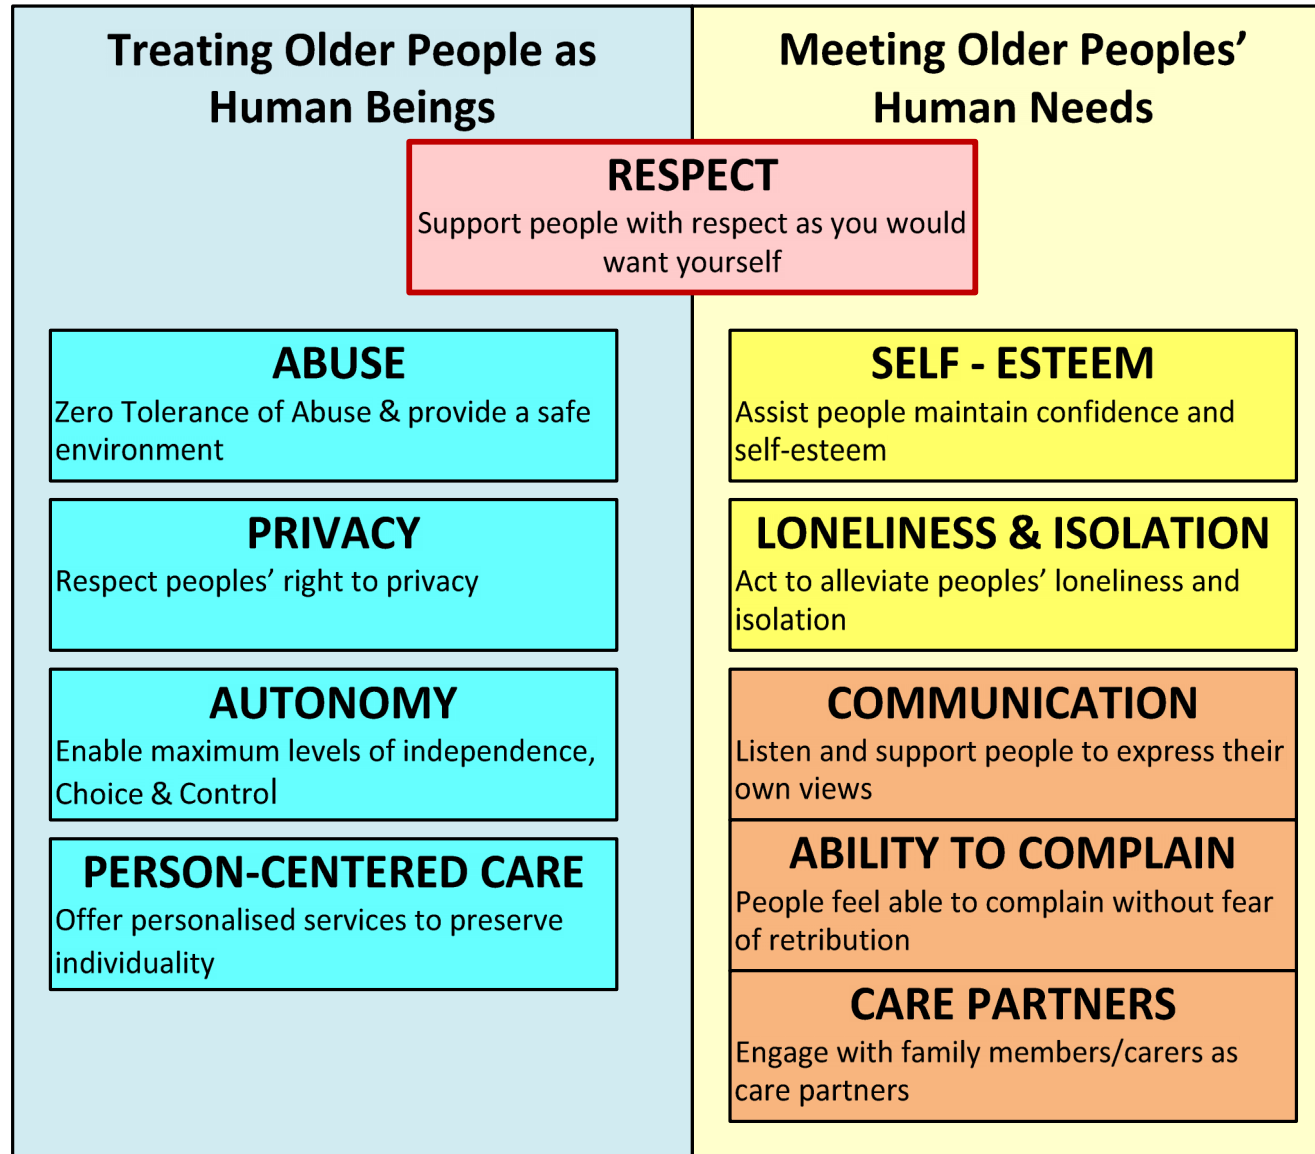 Treating Older People as
Human Beings
Meeting Older Peoples’
Human Needs
RESPECT
Support people with respect as you would
want yourself
ABUSE
Zero Tolerance of Abuse & provide a safe
environment
PRIVACY
Respect peoples’ right to privacy
AUTONOMY
Enable maximum levels of independence,
Choice & Control
PERSON-CENTERED CARE
Offer personalised services to preserve
individuality
SELF - ESTEEM
Assist people maintain confidence and
self-esteem
LONELINESS & ISOLATION
Act to alleviate peoples’ loneliness and
isolation
COMMUNICATION
Listen and support people to express their
own views
ABILITY TO COMPLAIN
People feel able to complain without fear
of retribution
CARE PARTNERS
Engage with family members/carers as
care partners